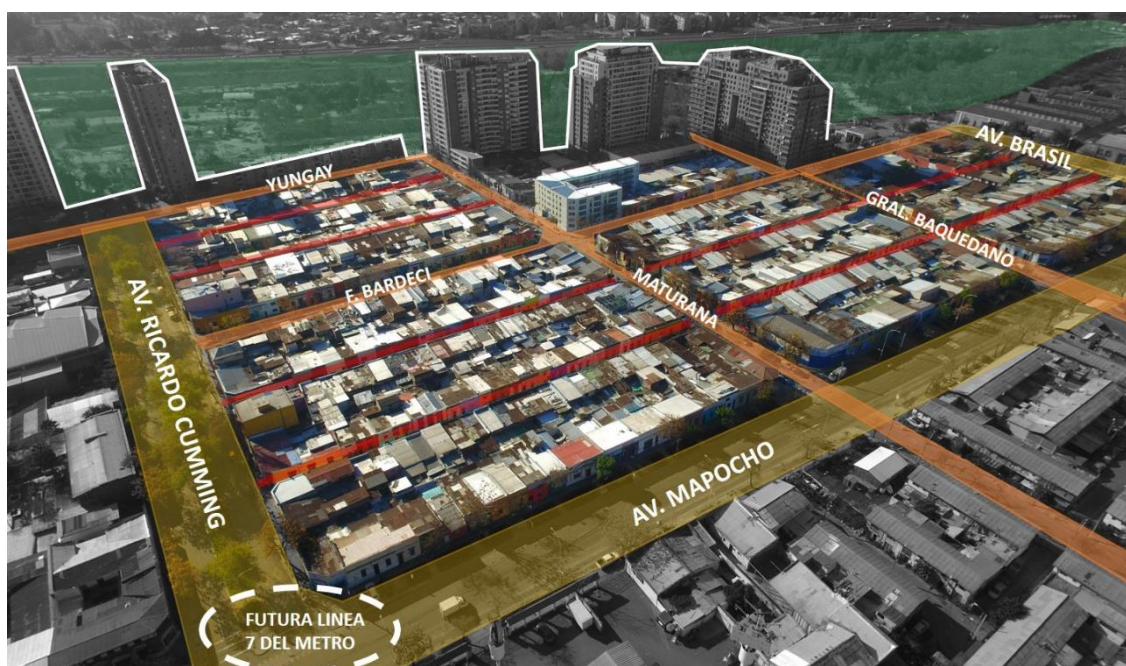 YUNGAY
AV. BRASIL
GRAL. BAQUEDANO
F. BARDECI
MATURANA
AV. RICARDO CUMMING
AV. MAPOCHO
FUTURA LINEA
7 DEL METRO